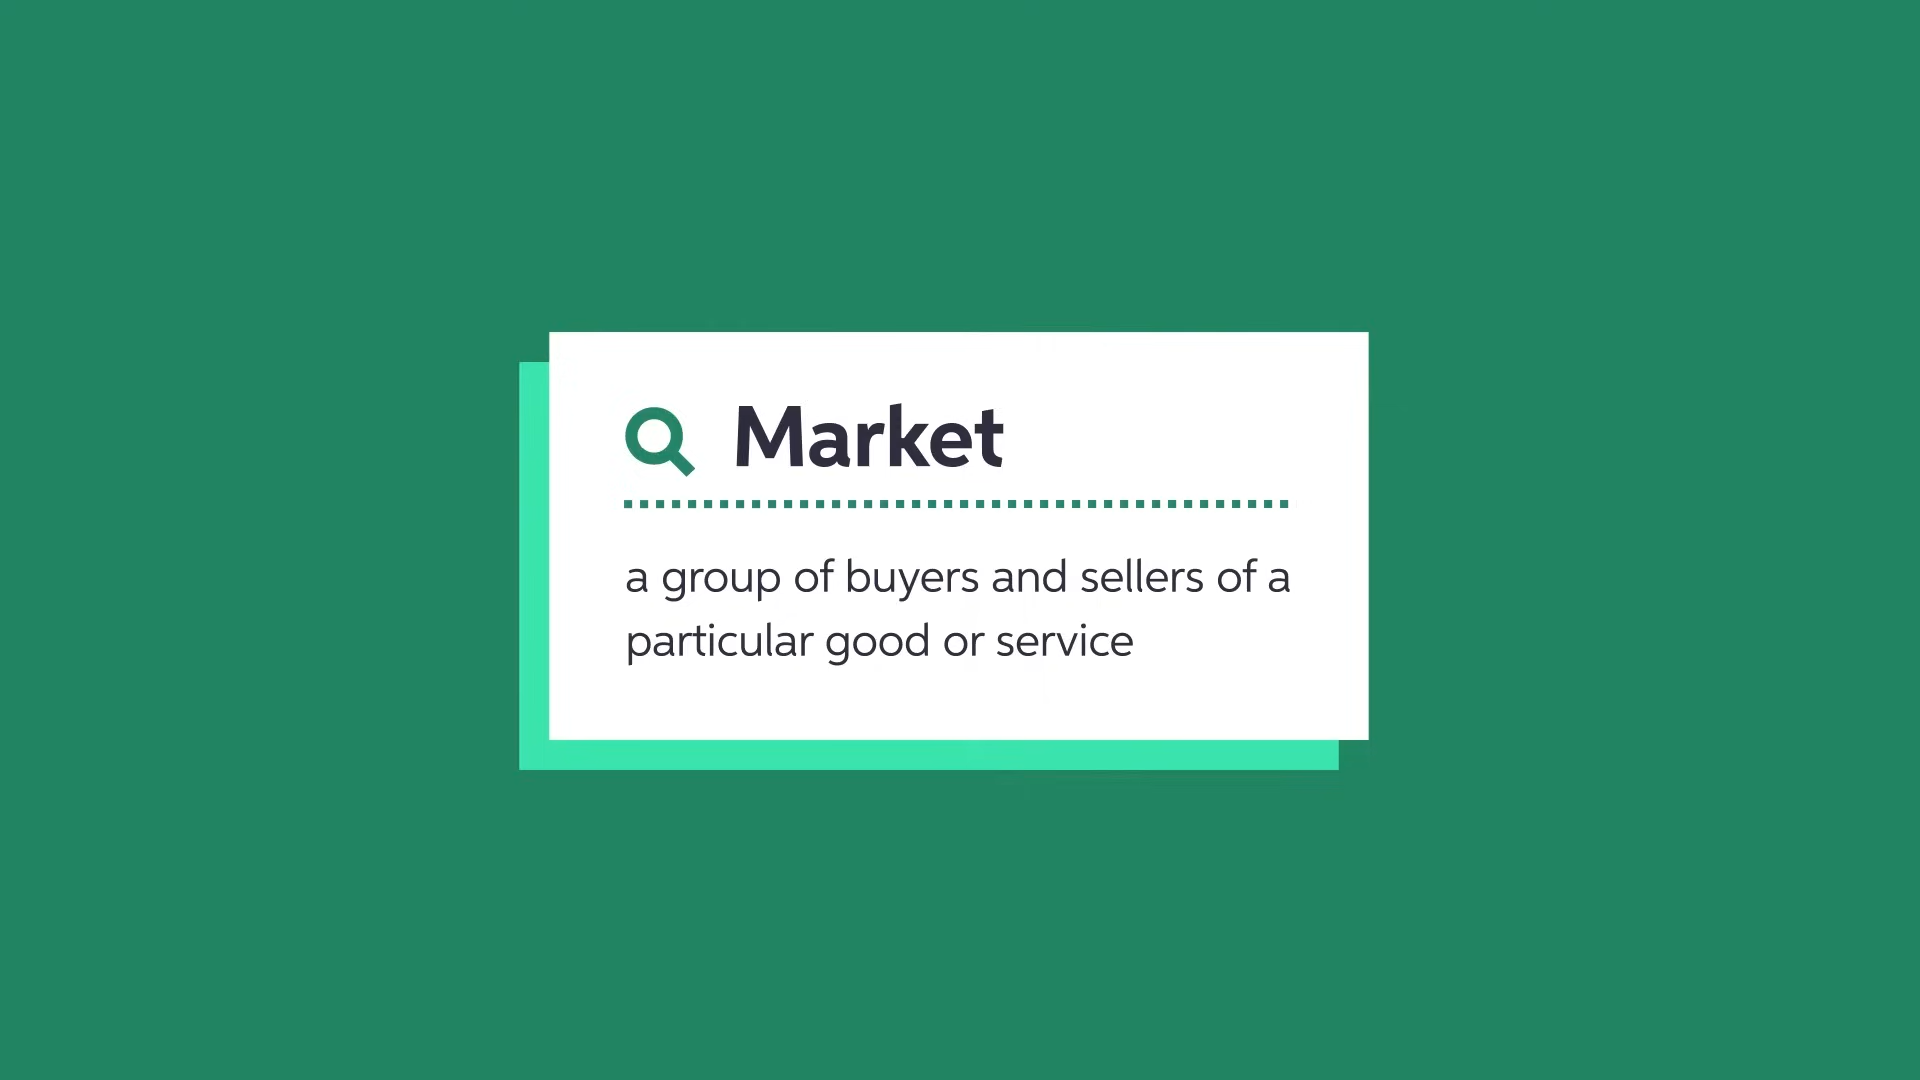 Market
a group of buyers and sellers of a
particular good or service